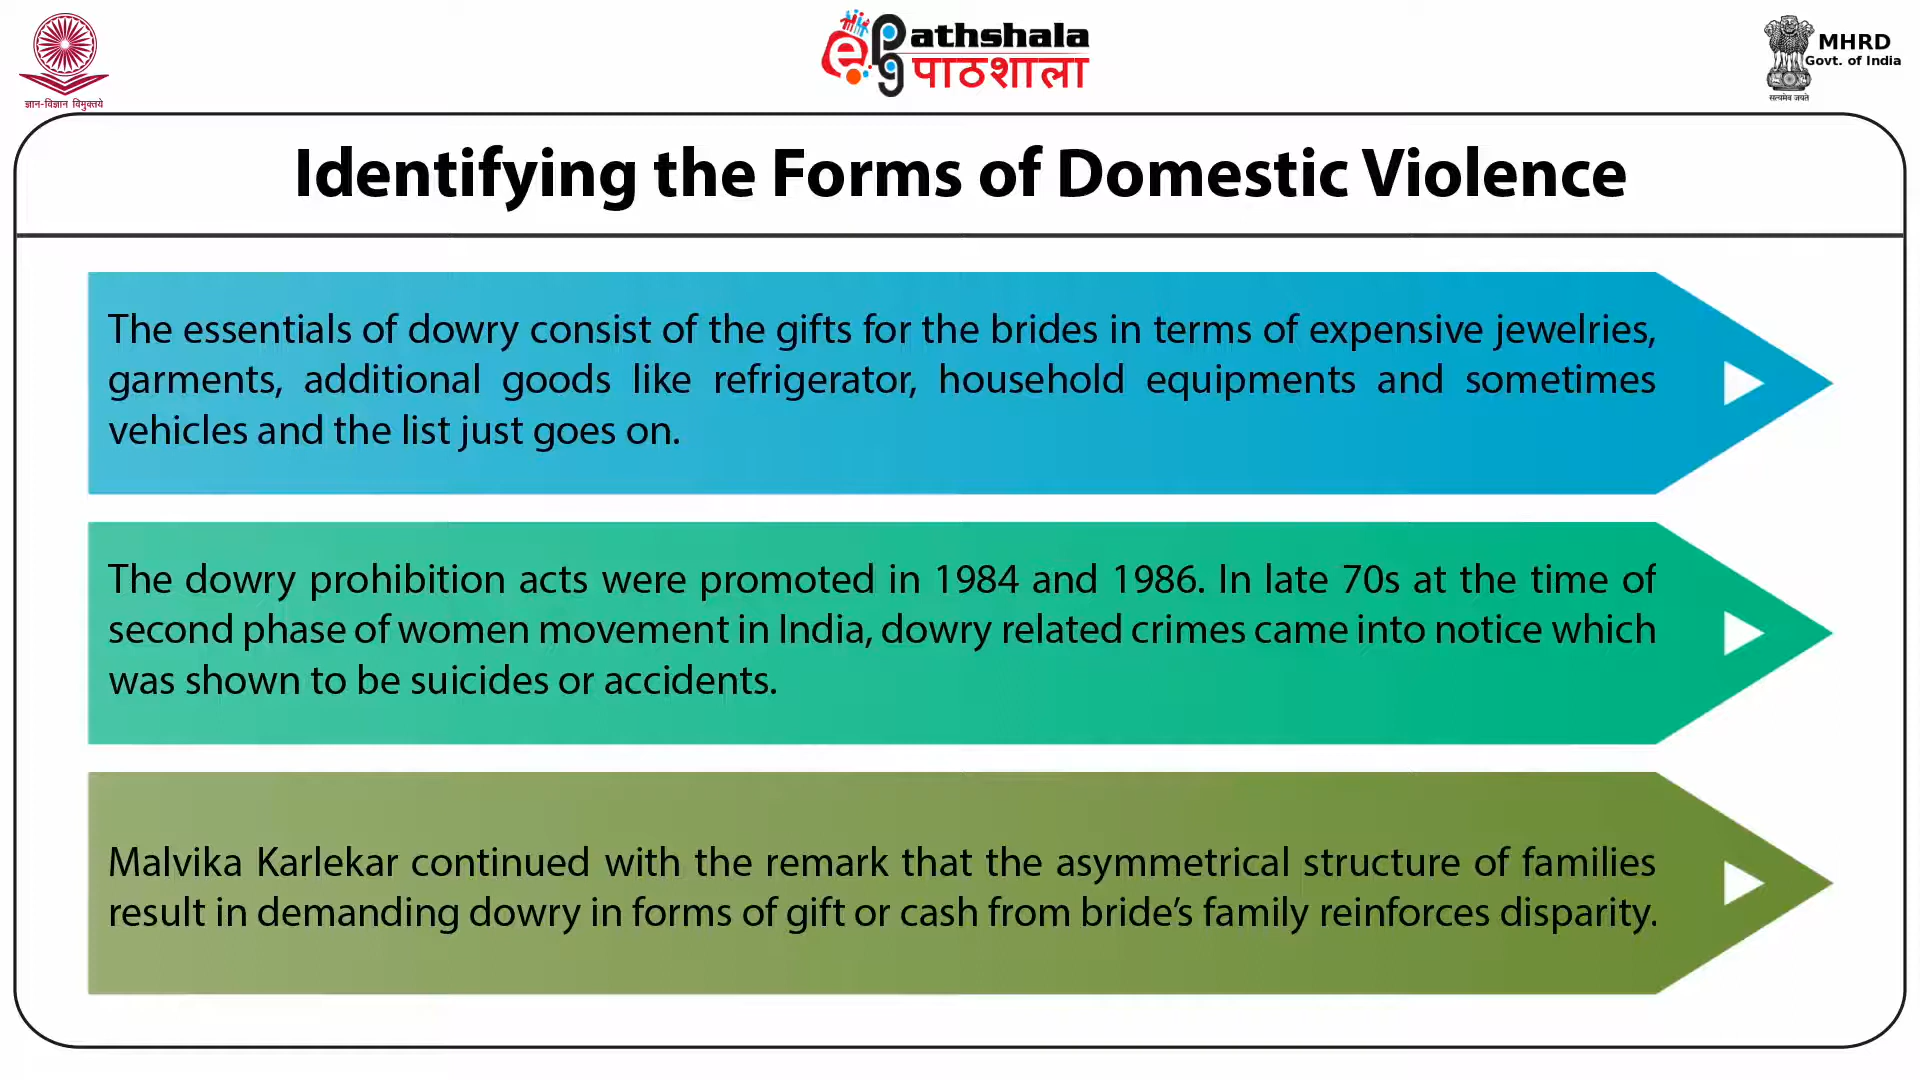 ज्ञान-विज्ञान विमुक्तये
ePathshala
पाठशाला
MHRD
Govt. of India
सत्यमेव जयते
Identifying the Forms of Domestic Violence
The essentials of dowry consist of the gifts for the brides in terms of expensive jewelries,
garments, additional goods like refrigerator, household equipments and sometimes
vehicles and the list just goes on.
The dowry prohibition acts were promoted in 1984 and 1986. In late 70s at the time of
second phase of women movement in India, dowry related crimes came into notice which
was shown to be suicides or accidents.
Malvika Karlekar continued with the remark that the asymmetrical structure of families
result in demanding dowry in forms of gift or cash from bride’s family reinforces disparity.